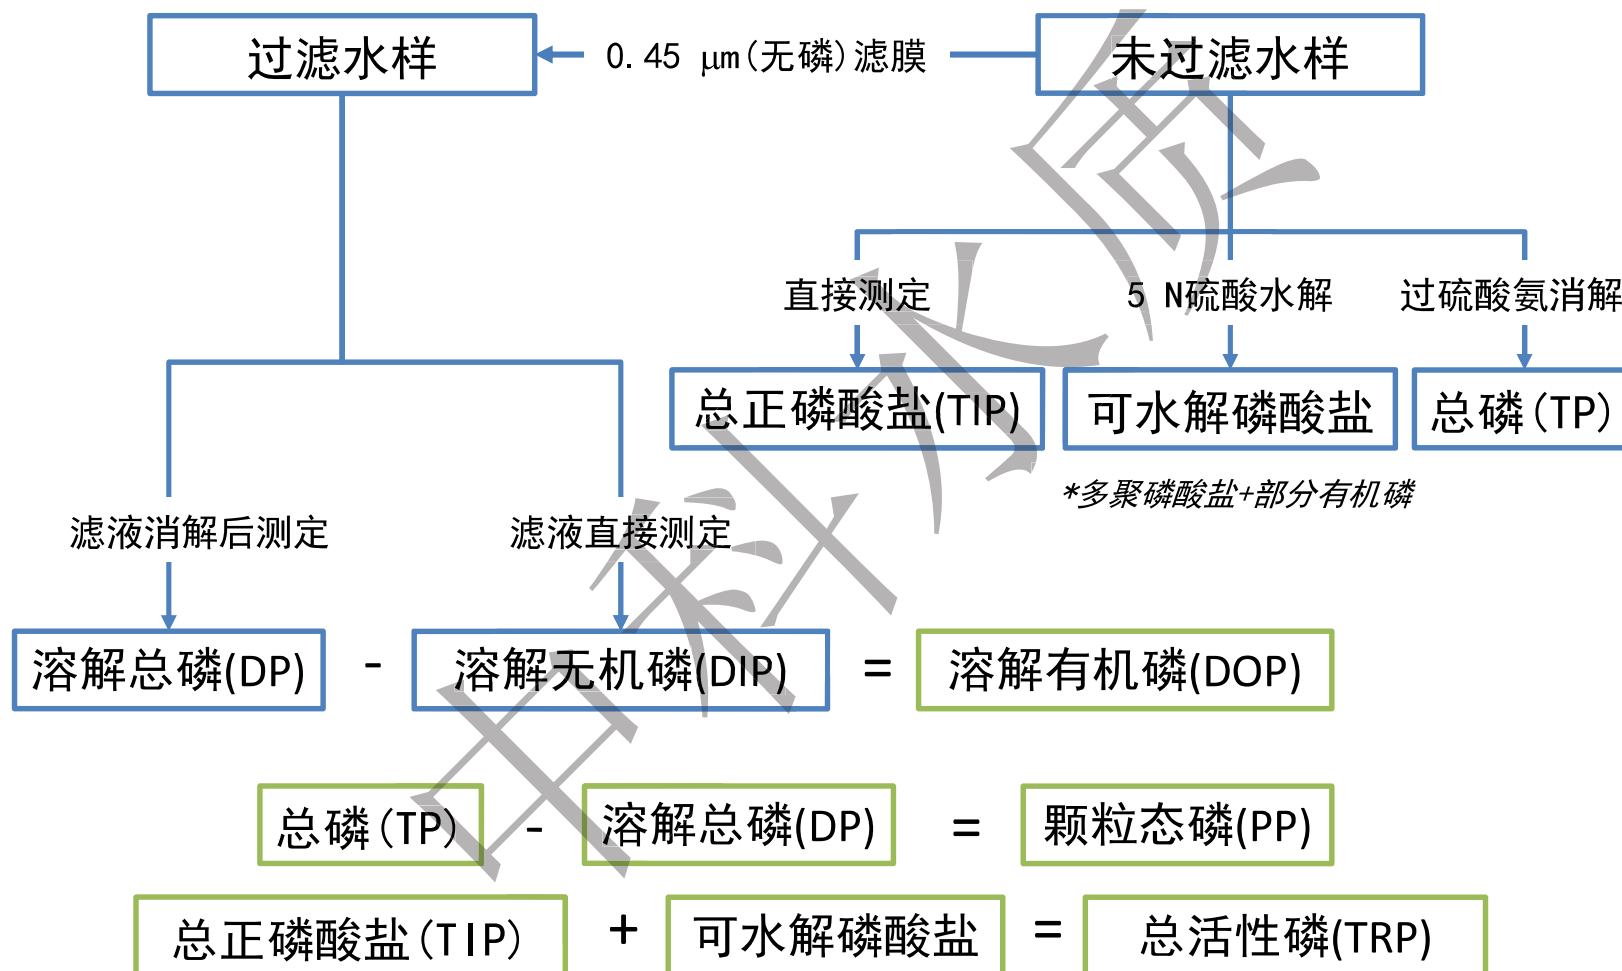 过滤水样 0.45 μm(无磷)滤膜 未过滤水样
直接测定 5 N硫酸水解 过硫酸氨消解
总正磷酸盐(TIP) 可水解磷酸盐 总磷(TP)
*多聚磷酸盐+部分有机磷
滤液消解后测定 滤液直接测定
溶解总磷(DP) - 溶解无机磷(DIP) = 溶解有机磷(DOP)
总磷(TP) - 溶解总磷(DP) = 颗粒态磷(PP)
总正磷酸盐(TIP) + 可水解磷酸盐 = 总活性磷(TRP)
中科水质